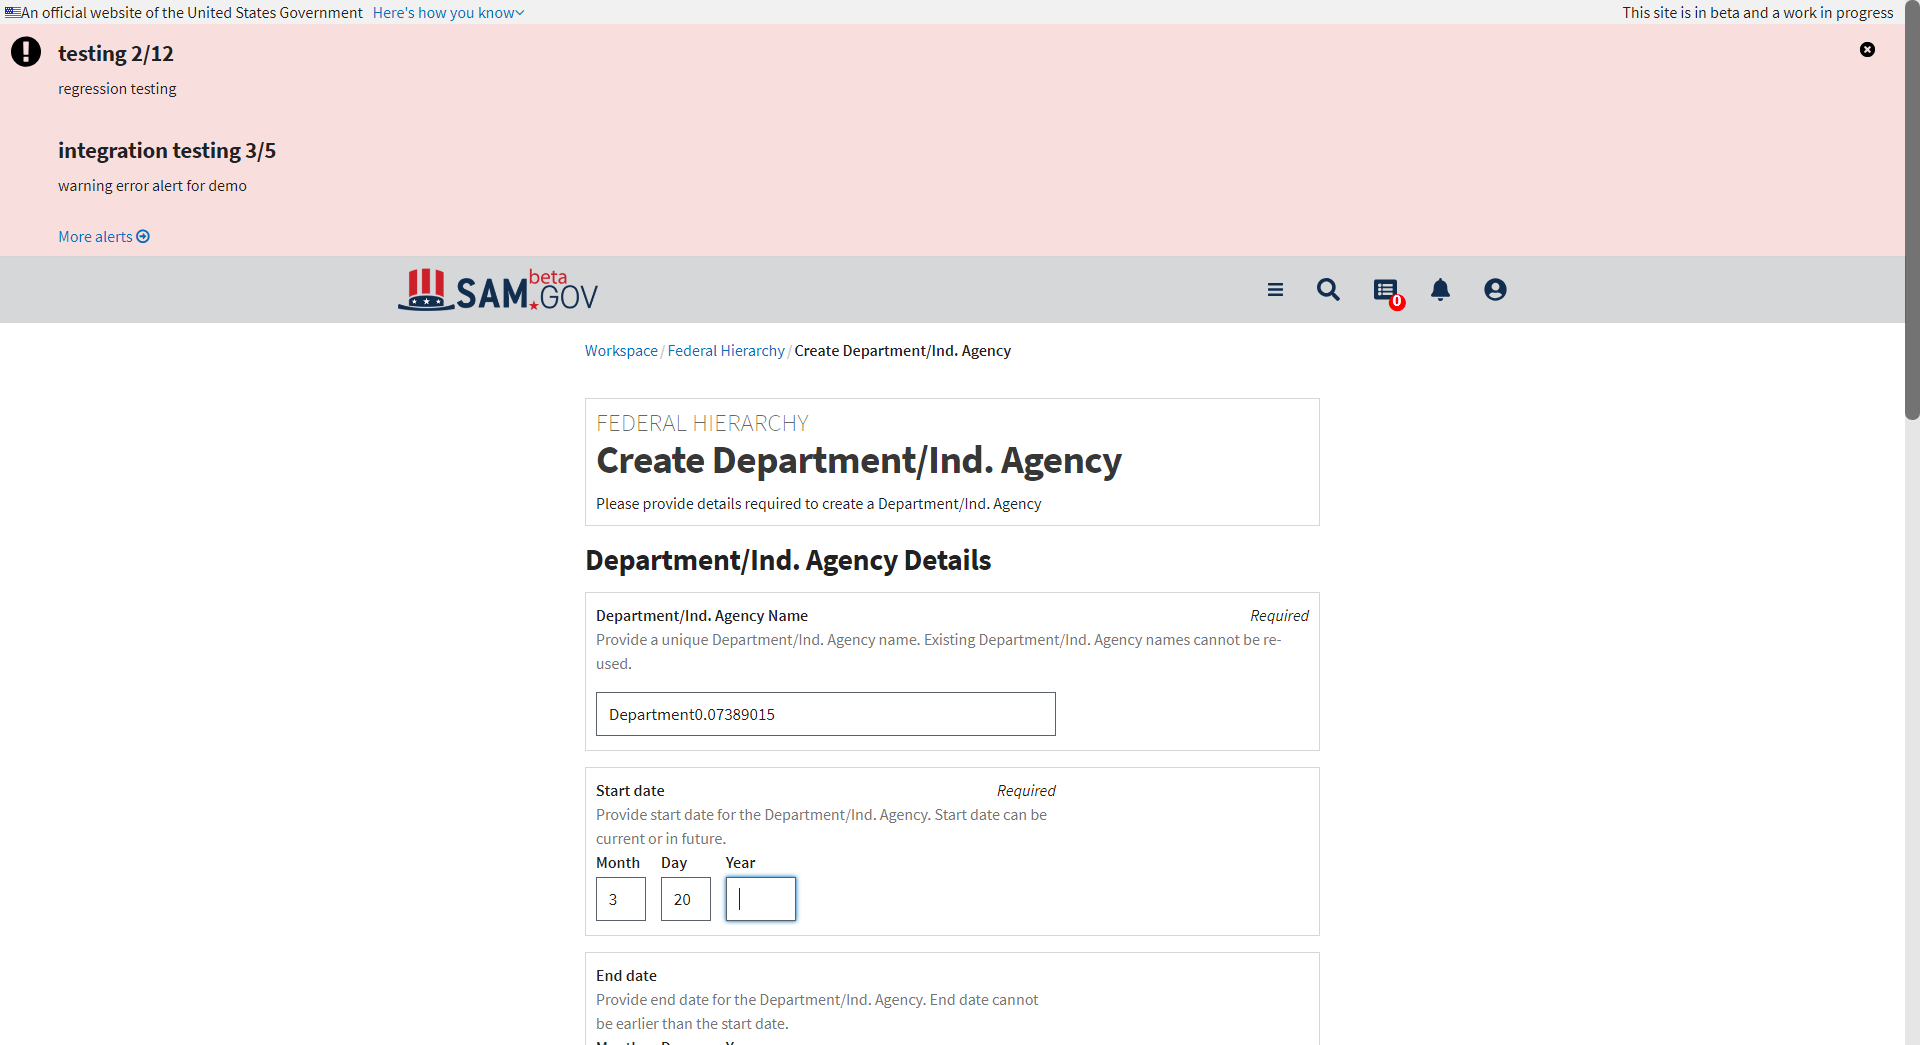 An official website of the United States Government Here's how you know
This site is in beta and a work in progress
testing 2/12
regression testing
integration testing 3/5
warning error alert for demo
More alerts
SAM.GOV beta
0
Workspace / Federal Hierarchy / Create Department/Ind. Agency
FEDERAL HIERARCHY
Create Department/Ind. Agency
Please provide details required to create a Department/Ind. Agency
Department/Ind. Agency Details
Department/Ind. Agency Name Required
Provide a unique Department/Ind. Agency name. Existing Department/Ind. Agency names cannot be re-
used.
Department0.07389015
Start date Required
Provide start date for the Department/Ind. Agency. Start date can be
current or in future.
Month Day Year
3 20
End date
Provide end date for the Department/Ind. Agency. End date cannot
be earlier than the start date.